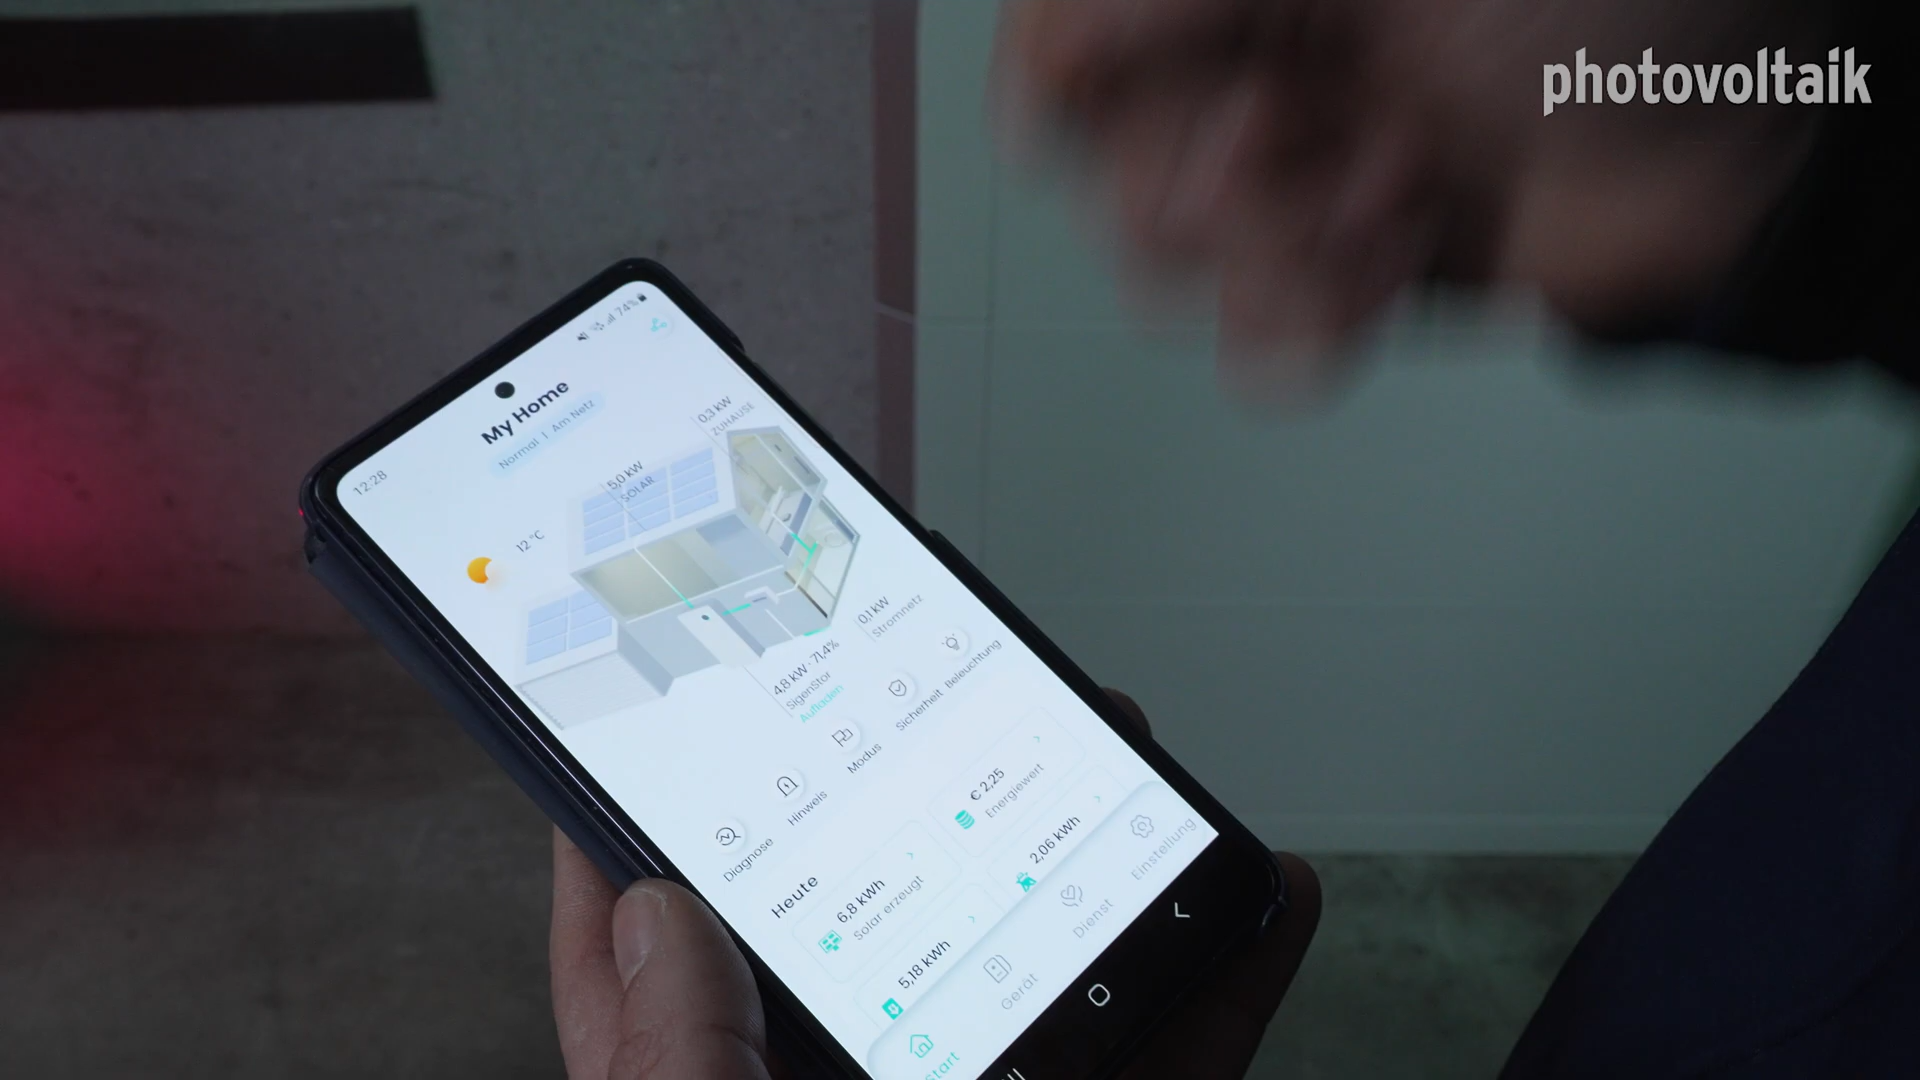 photovoltaik
74%
12:28
My Home
Normal | Am Netz
12 °C
5,0 kW
SOLAR
0,3 kW
ZUHAUSE
0,1 kW
Stromnetz
4,8 kW · 71,4%
SigenStor
Aufladen
Diagnose
Hinweis
Modus
Sicherheit
Beleuchtung
Heute
6,8 kWh
Solar erzeugt
€ 2,25
Energiewert
5,18 kWh
2,06 kWh
Start
Gerät
Dienst
Einstellung